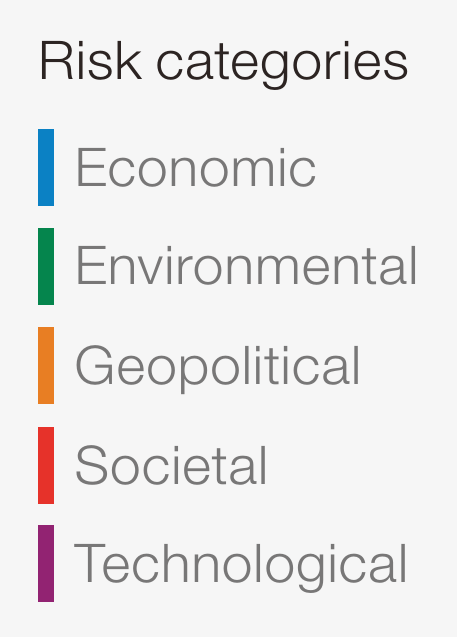 Risk categories
Economic
Environmental
Geopolitical
Societal
Technological